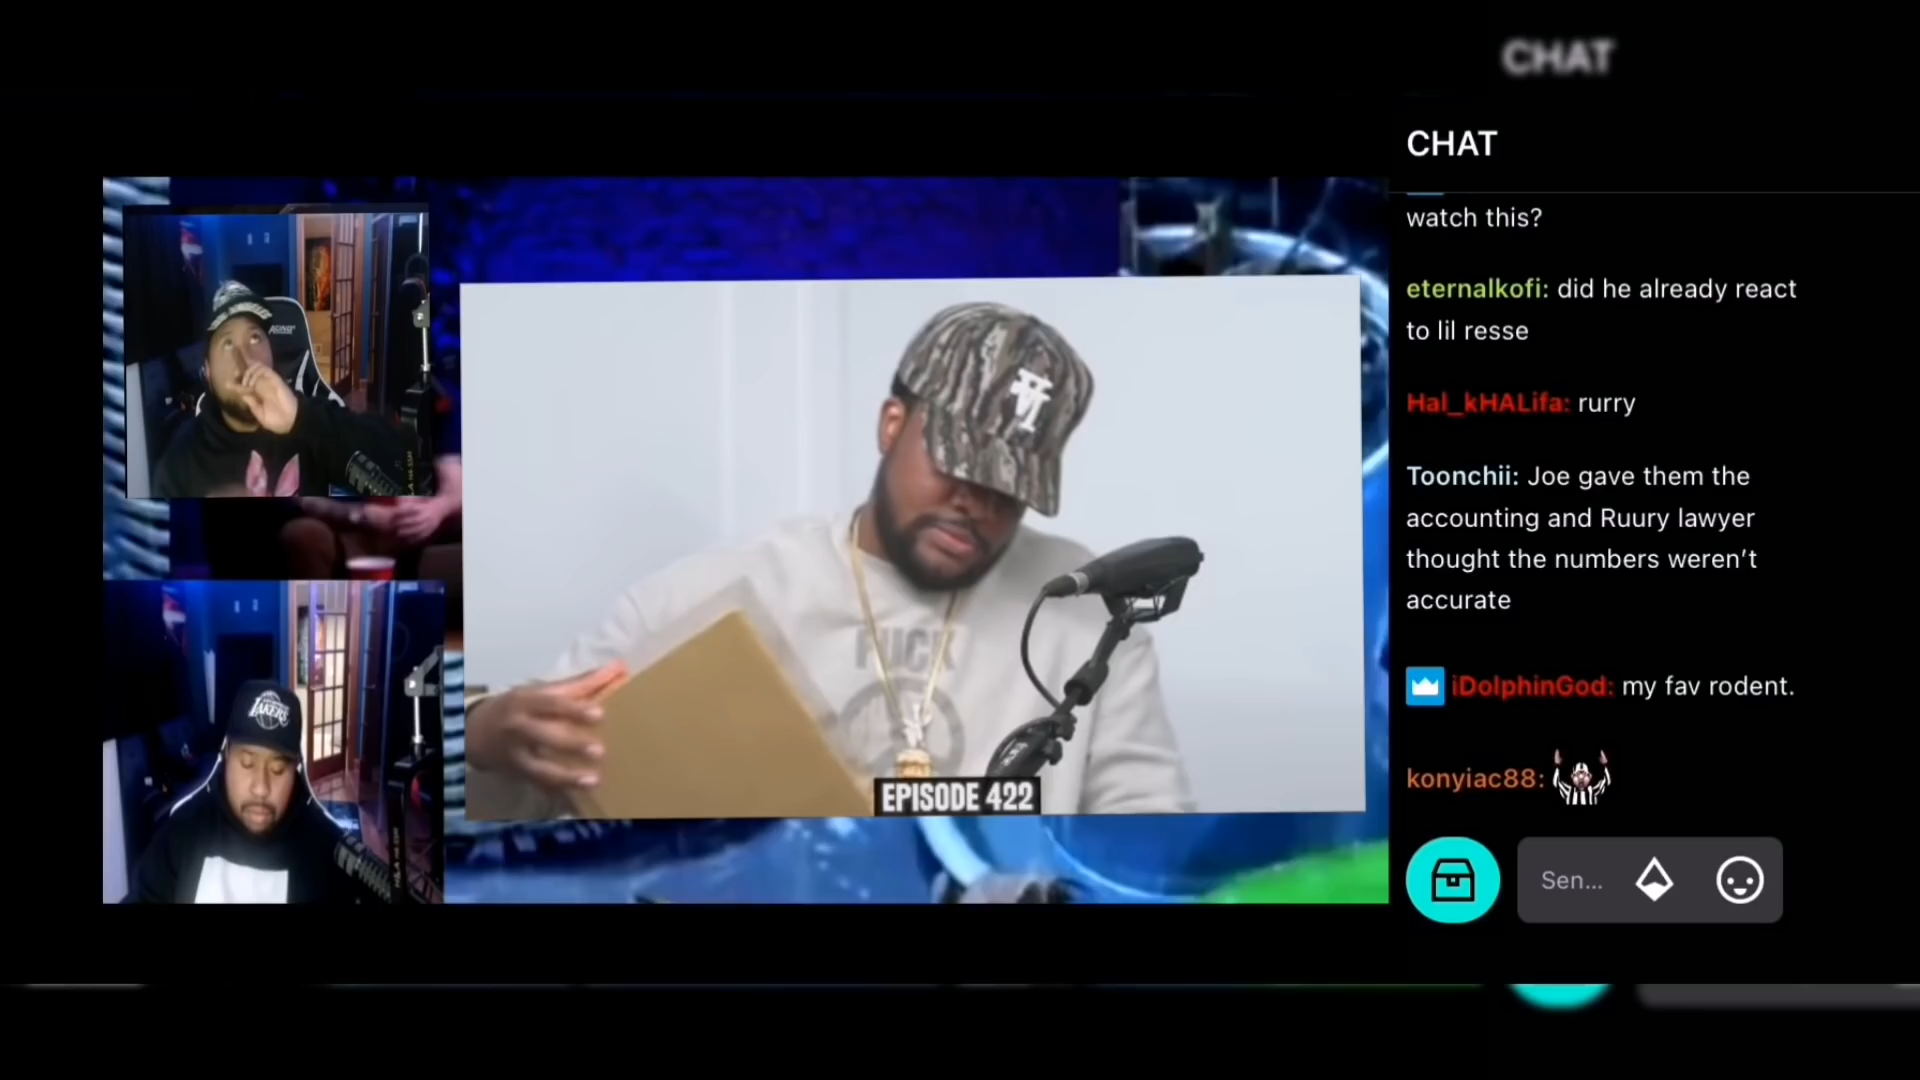 CHAT
CHAT
watch this?
eternalkofi: did he already react
to lil resse
Hal_kHALifa: rurry
Toonchii: Joe gave them the
accounting and Ruury lawyer
thought the numbers weren't
accurate
iDolphinGod: my fav rodent.
konyiac88:
Sen...
LAKERS
FUCK
EPISODE 422